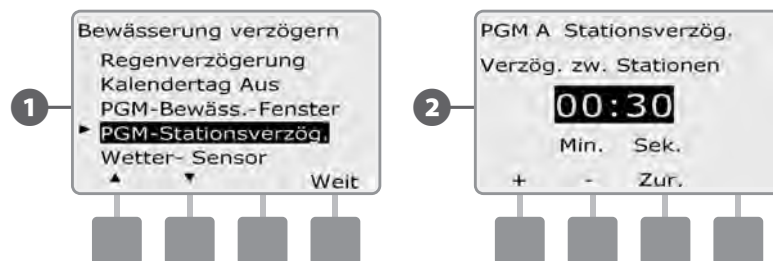 1
Bewässerung verzögern
Regenverzögerung
Kalendertag Aus
PGM-Bewäss.-Fenster
► PGM-Stationsverzög.
Wetter- Sensor
▲ ▼ Weit
2
PGM A Stationsverzög.
Verzög. zw. Stationen
00:30
Min. Sek.
+ - Zur.